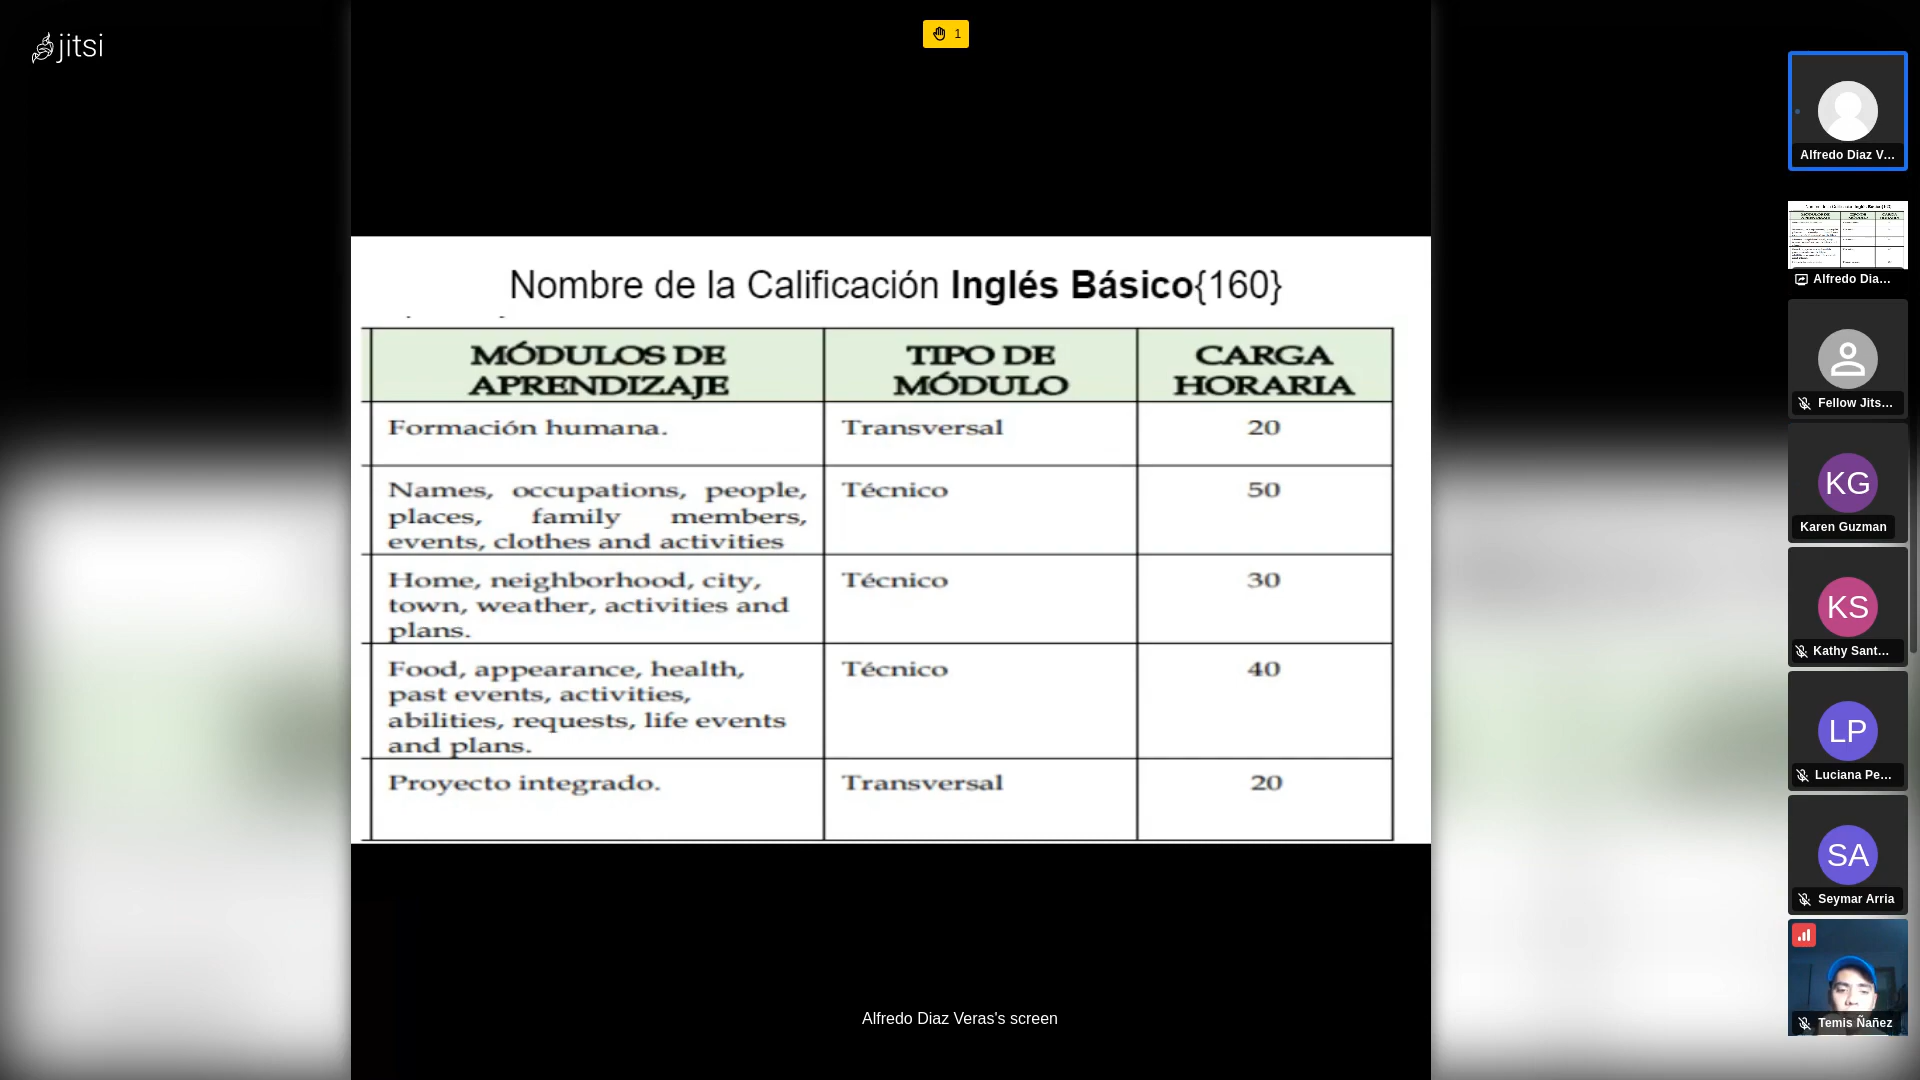 jitsi
1
Nombre de la Calificación Inglés Básico{160}
MÓDULOS DE APRENDIZAJE
TIPO DE MÓDULO
CARGA HORARIA
Formación humana.
Transversal
20
Names, occupations, people,
places, family members,
events, clothes and activities
Técnico
50
Home, neighborhood, city,
town, weather, activities and
plans.
Técnico
30
Food, appearance, health,
past events, activities,
abilities, requests, life events
and plans.
Técnico
40
Proyecto integrado.
Transversal
20
Alfredo Diaz Veras's screen
Alfredo Diaz V...
Alfredo Dia...
Fellow Jits...
KG
Karen Guzman
KS
Kathy Sant...
LP
Luciana Pe...
SA
Seymar Arria
Temis Ñañez